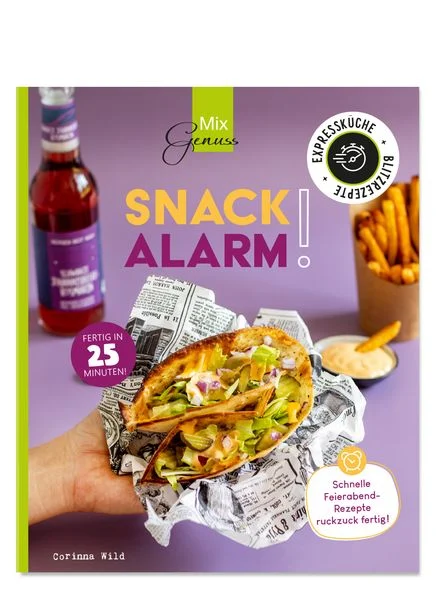 Mix
Genuss
EXPRESSKÜCHE + BLITZREZEPTE +
SNACK
ALARM!
FERTIG IN
25
MINUTEN!
Schnelle
Feierabend-
Rezepte
ruckzuck fertig!
Corinna Wild